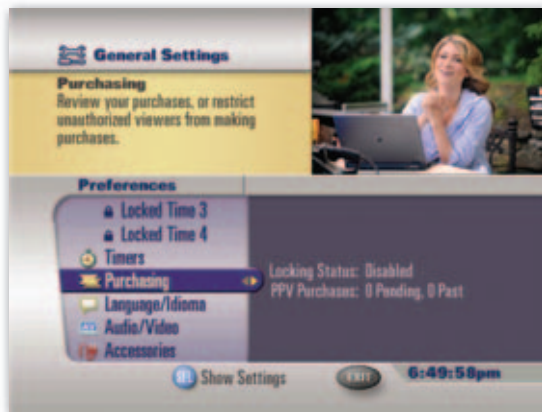 General Settings
Purchasing
Review your purchases, or restrict
unauthorized viewers from making
purchases.
Preferences
Locked Time 3
Locked Time 4
Timers
Purchasing
Language/Idioma
Audio/Video
Accessories
Locking Status: Disabled
PPV Purchases: 0 Pending, 0 Past
SEL Show Settings
EXIT
6:49:58pm